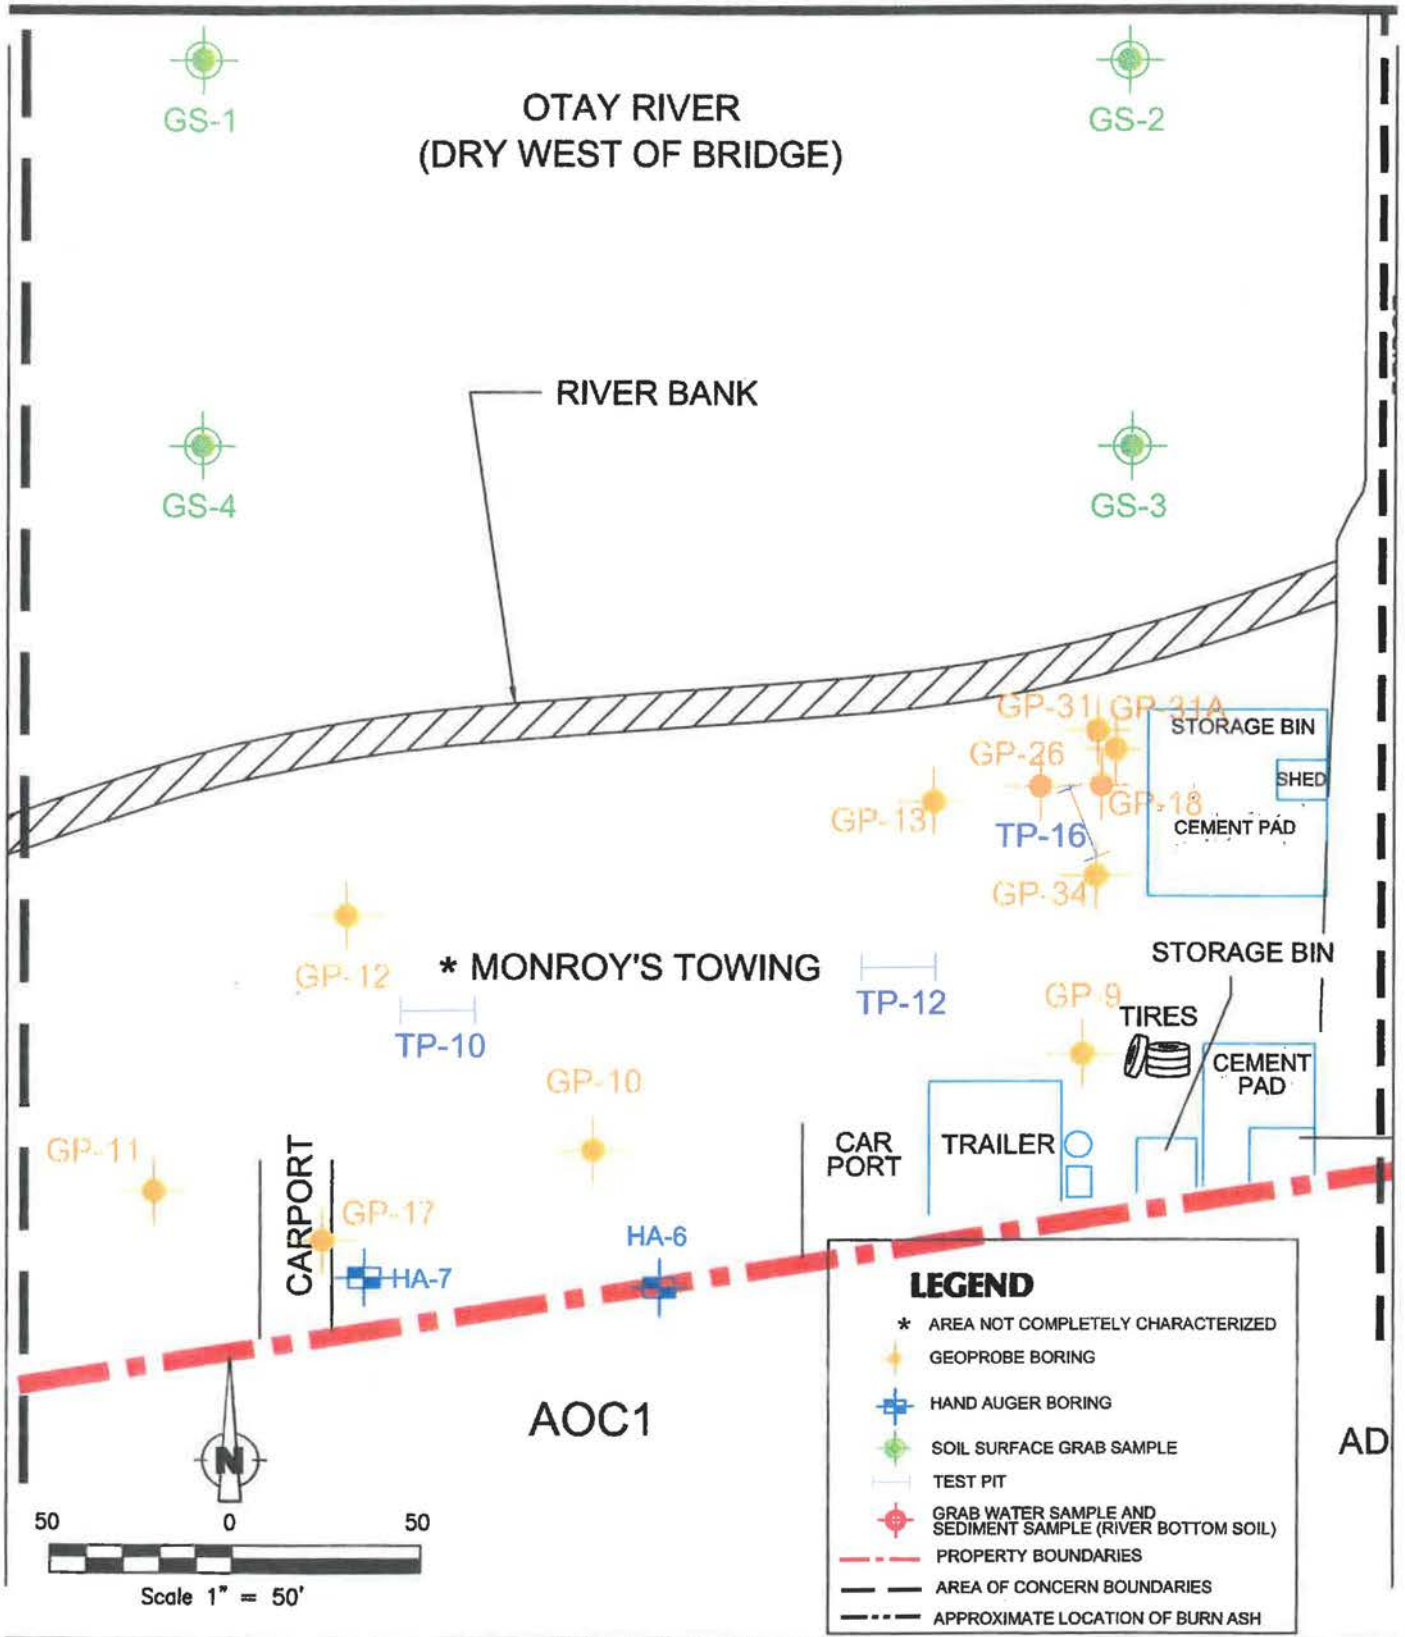 GS-1
GS-2
OTAY RIVER
(DRY WEST OF BRIDGE)
RIVER BANK
GS-4
GS-3
GP-31
GP-31A
STORAGE BIN
GP-26
SHED
GP-18
GP-13
TP-16
CEMENT PAD
GP-34
GP-12
* MONROY'S TOWING
STORAGE BIN
TP-12
GP-9
TIRES
TP-10
CEMENT
PAD
GP-10
GP-11
CARPORT
CAR
PORT
TRAILER
GP-17
HA-7
HA-6
LEGEND
* AREA NOT COMPLETELY CHARACTERIZED
GEOPROBE BORING
HAND AUGER BORING
SOIL SURFACE GRAB SAMPLE
TEST PIT
GRAB WATER SAMPLE AND
SEDIMENT SAMPLE (RIVER BOTTOM SOIL)
PROPERTY BOUNDARIES
AREA OF CONCERN BOUNDARIES
APPROXIMATE LOCATION OF BURN ASH
AOC1
AD
N
50 0 50
Scale 1" = 50'